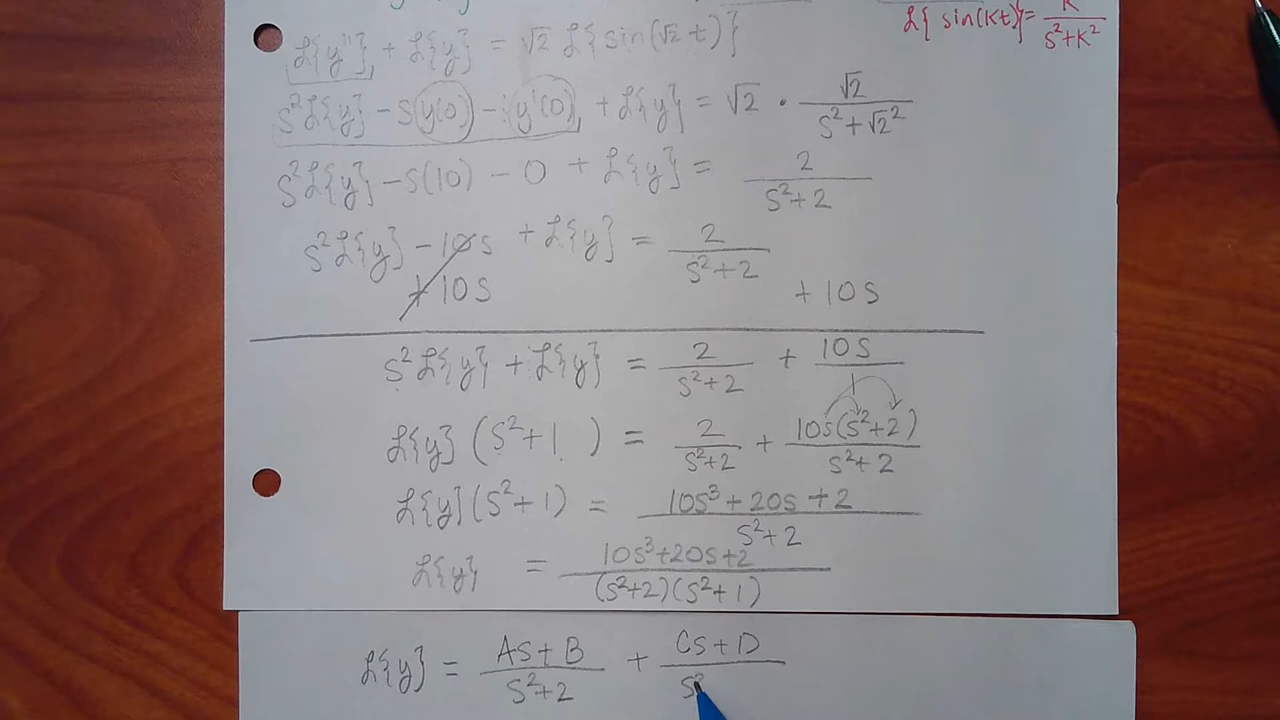 ℒ{sin(kt)} = K/(s²+K²)
ℒ{y''} + ℒ{y} = √2 ℒ{sin(√2 t)}
s²ℒ{y} - s(y(0)) - (y'(0)) + ℒ{y} = √2 · √2/(s²+√2²)
s²ℒ{y} - s(10) - 0 + ℒ{y} = 2/(s²+2)
s²ℒ{y} - 10s + ℒ{y} = 2/(s²+2)
+10s +10s
s²ℒ{y} + ℒ{y} = 2/(s²+2) + 10s/1
ℒ{y}(s²+1) = 2/(s²+2) + 10s(s²+2)/(s²+2)
ℒ{y}(s²+1) = (10s³+20s+2)/(s²+2)
ℒ{y} = (10s³+20s+2)/((s²+2)(s²+1))
ℒ{y} = (As+B)/(s²+2) + (Cs+D)/s²